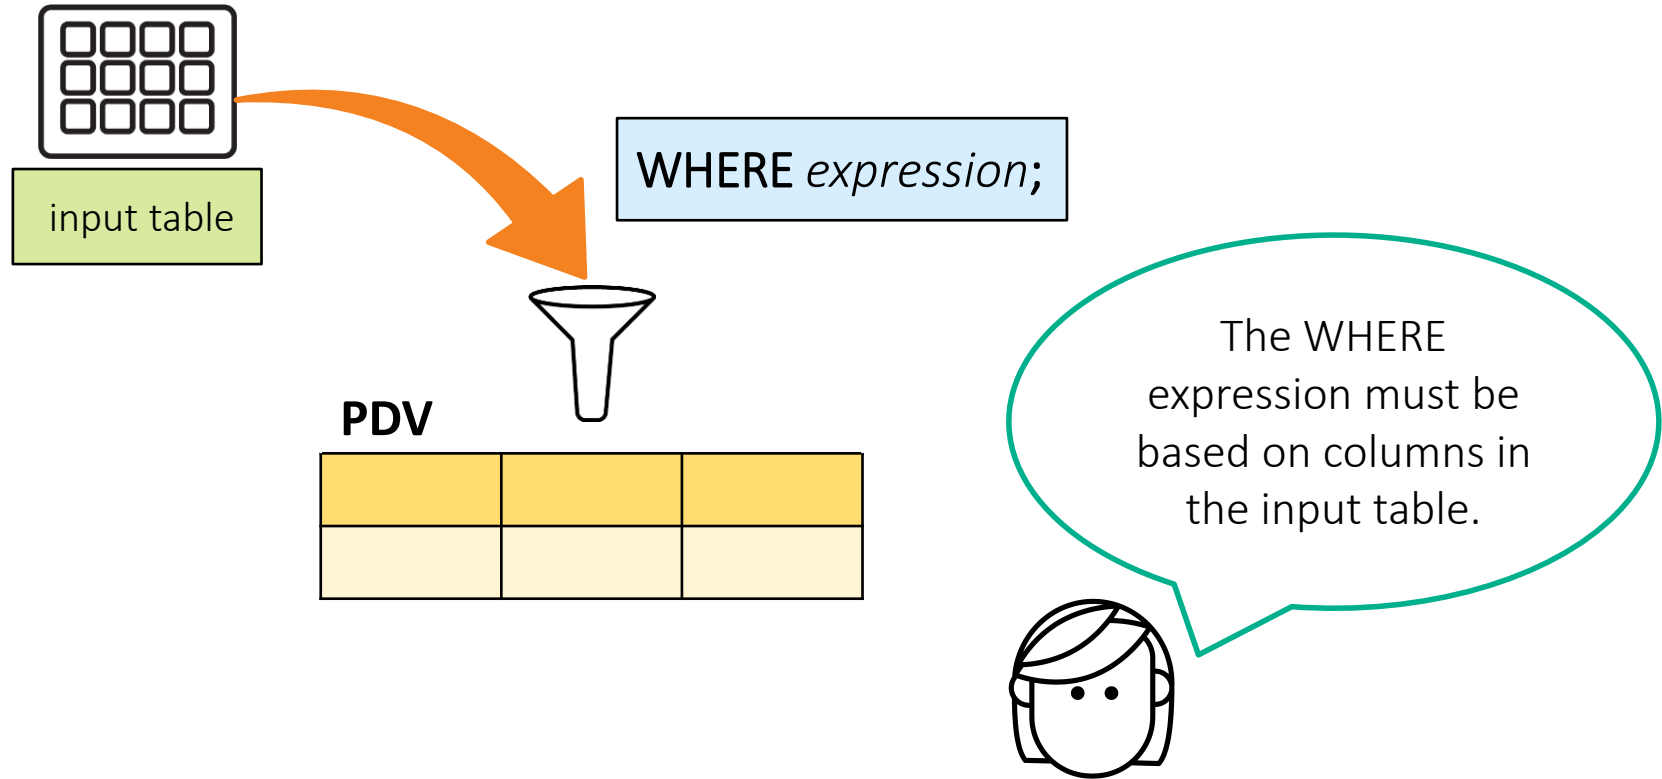 input table
WHERE expression;
PDV
The WHERE
expression must be
based on columns in
the input table.